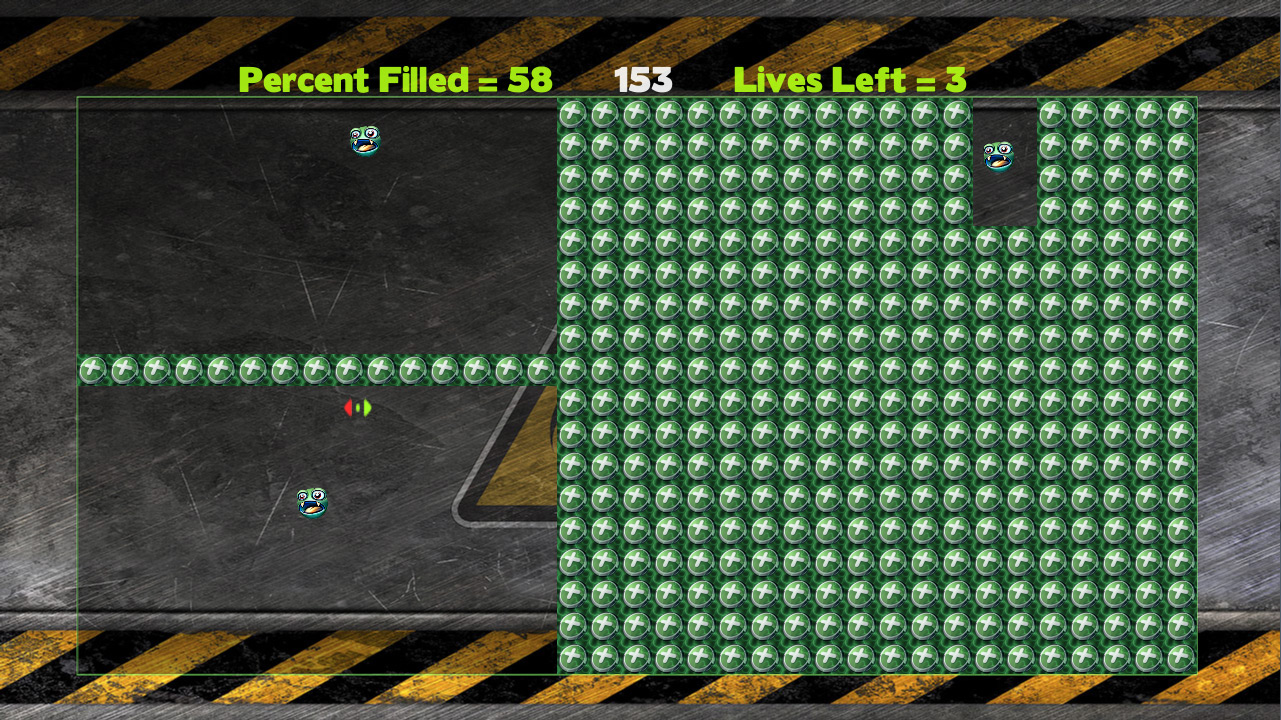 Percent Filled = 58 153 Lives Left = 3